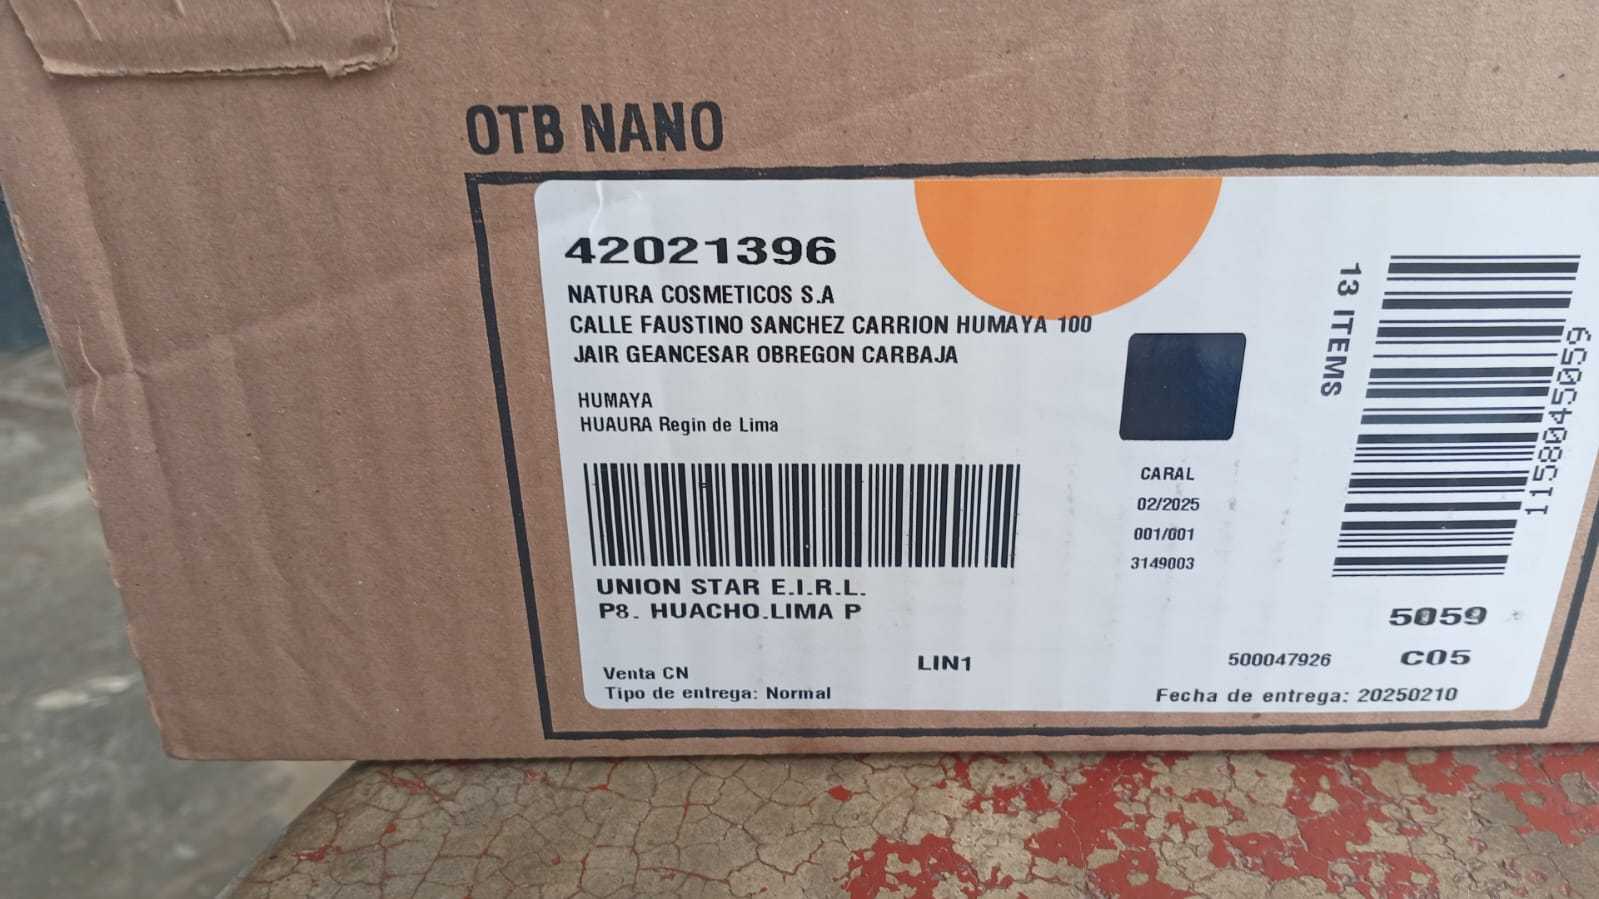 OTB NANO
42021396
NATURA COSMETICOS S.A
CALLE FAUSTINO SANCHEZ CARRION HUMAYA 100
JAIR GEANCESAR OBREGON CARBAJA
HUMAYA
HUAURA Regin de Lima
UNION STAR E.I.R.L.
P8. HUACHO.LIMA P
Venta CN
Tipo de entrega: Normal
LIN1
CARAL
02/2025
001/001
3149003
13 ITEMS
1158045059
5059
500047926
C05
Fecha de entrega: 20250210